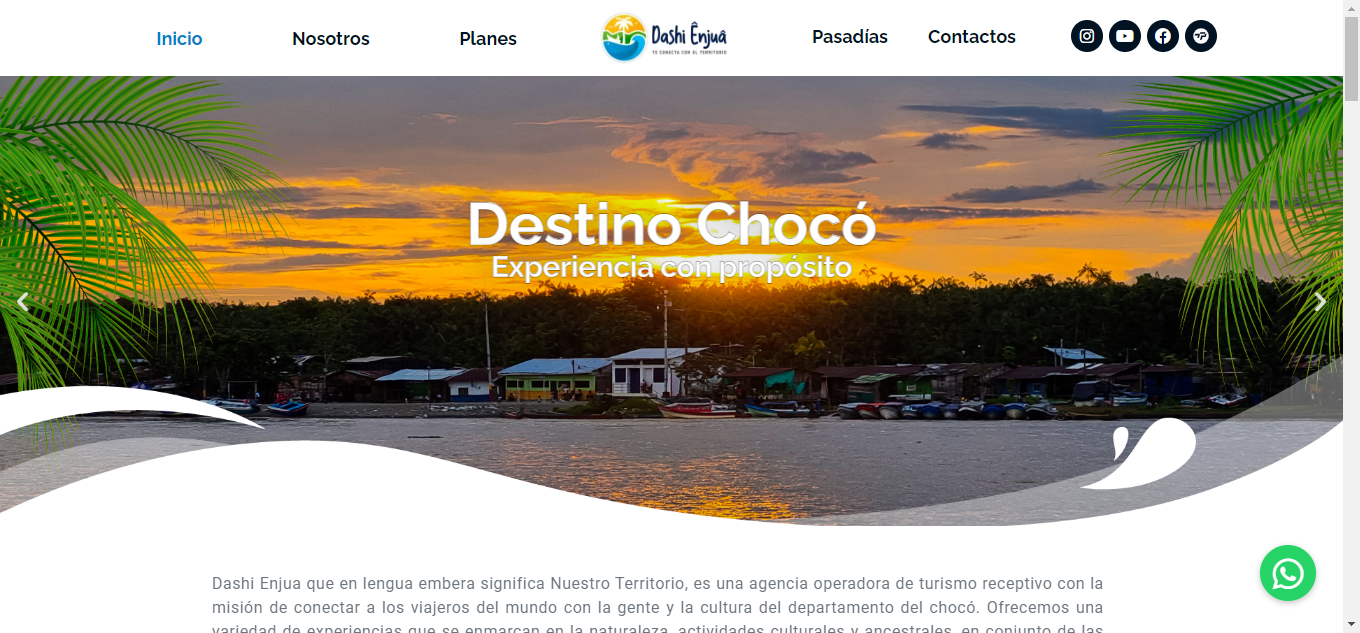 Inicio
Nosotros
Planes
Dashi Ênjuá
TE CONECTA CON EL TERRITORIO
Pasadías
Contactos
Destino Chocó
Experiencia con propósito
Dashi Enjua que en lengua embera significa Nuestro Territorio, es una agencia operadora de turismo receptivo con la
misión de conectar a los viajeros del mundo con la gente y la cultura del departamento del chocó. Ofrecemos una
variedad de experiencias que se enmarcan en la naturaleza, actividades culturales y ancestrales, en conjunto de las